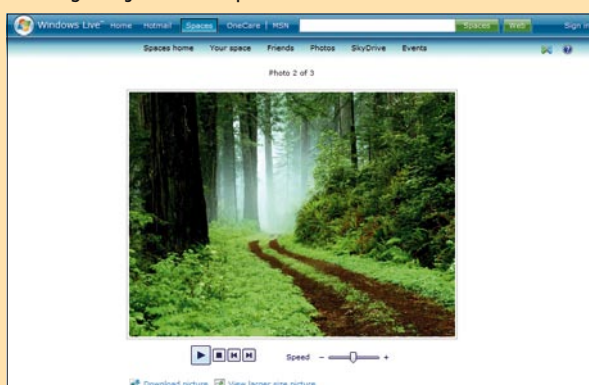 Windows Live™ Home Hotmail Spaces OneCare | MSN Spaces Web Sign in
Spaces home Your space Friends Photos SkyDrive Events
Photo 2 of 3
Speed - +
Download picture View larger size picture